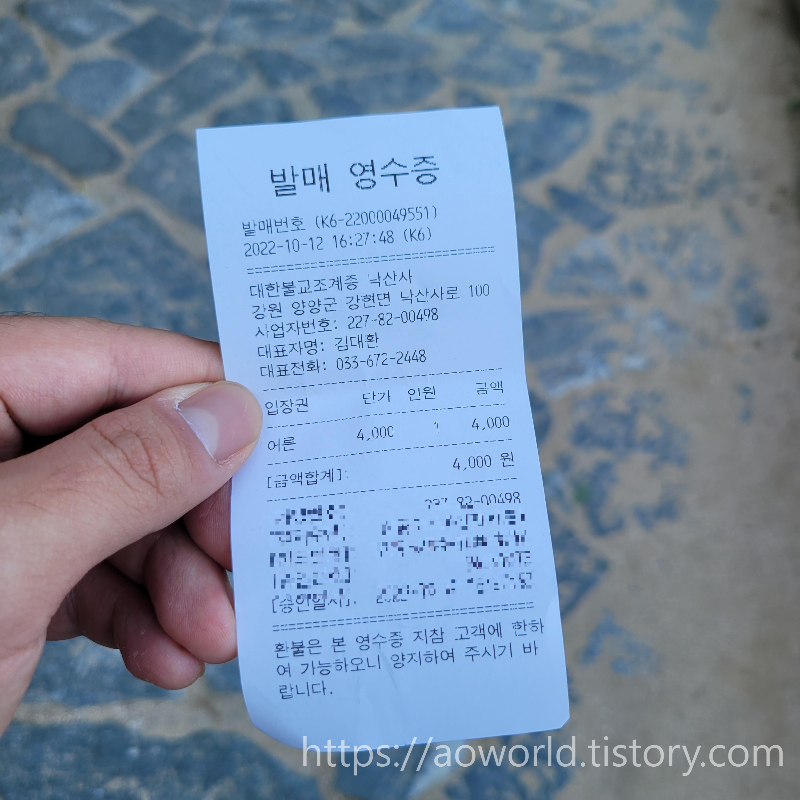 발매 영수증
발매번호 (K6-22000049551)
2022-10-12 16:27:48 (K6)
대한불교조계종 낙산사
강원 양양군 강현면 낙산사로 100
사업자번호: 227-82-00498
대표자명: 김대환
대표전화: 033-672-2448
입장권 단가 인원 금액
어른 4,000 4,000
[금액합계]: 4,000 원
82-00498
[승인일시]:
환불은 본 영수증 지참 고객에 한하
여 가능하오니 양지하여 주시기 바
랍니다.
https://aoworld.tistory.com